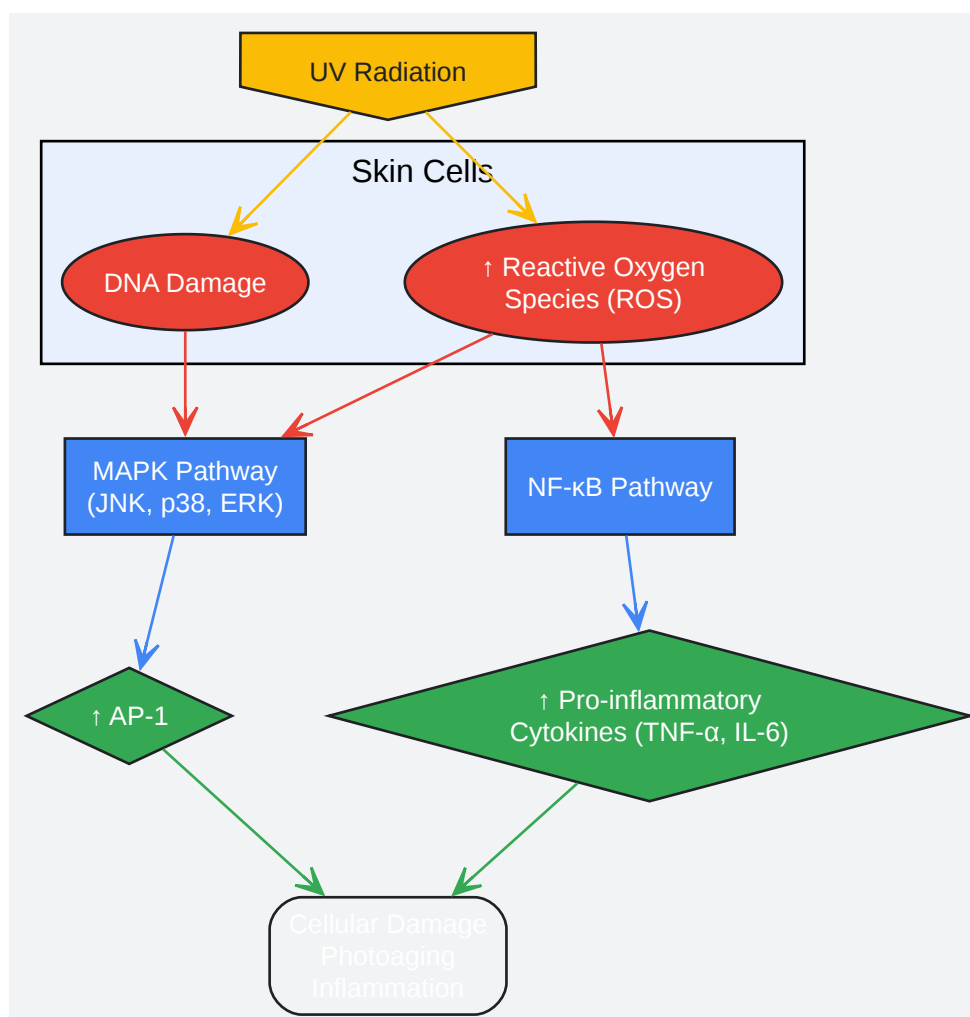 UV Radiation
Skin Cells
DNA Damage
↑ Reactive Oxygen
Species (ROS)
MAPK Pathway
(JNK, p38, ERK)
NF-κB Pathway
↑ AP-1
↑ Pro-inflammatory
Cytokines (TNF-α, IL-6)
Cellular Damage
Photoaging
Inflammation